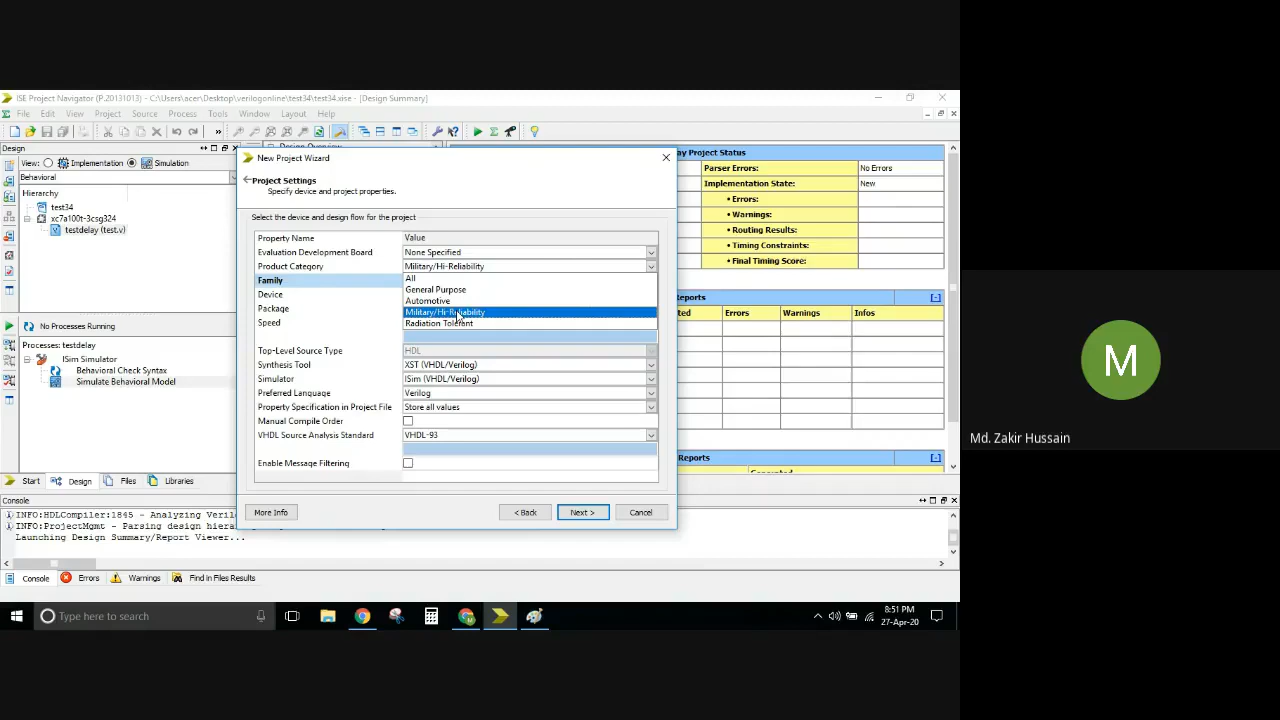 ISE Project Navigator (P.20131013) - C:\Users\acer\Desktop\verilogonline\test34\test34.xise - [Design Summary]
File Edit View Project Source Process Tools Window Layout Help
Design
View: Implementation Simulation
Behavioral
Hierarchy
test34
xc7a100t-3csg324
testdelay (test.v)
No Processes Running
Processes: testdelay
ISim Simulator
Behavioral Check Syntax
Simulate Behavioral Model
Start Design Files Libraries
New Project Wizard
Project Settings
Specify device and project properties.
Select the device and design flow for the project
Property Name Value
Evaluation Development Board None Specified
Product Category Military/Hi-Reliability
Family
All
General Purpose
Automotive
Military/Hi-Reliability
Radiation Tolerant
Device
Package
Speed
Top-Level Source Type HDL
Synthesis Tool XST (VHDL/Verilog)
Simulator ISim (VHDL/Verilog)
Preferred Language Verilog
Property Specification in Project File Store all values
Manual Compile Order
VHDL Source Analysis Standard VHDL-93
Enable Message Filtering
More Info < Back Next > Cancel
ay Project Status
Parser Errors: No Errors
Implementation State: New
• Errors:
• Warnings:
• Routing Results:
• Timing Constraints:
• Final Timing Score:
eports [-]
ted Errors Warnings Infos
Reports [-]
Console
INFO:HDLCompiler:1845 - Analyzing Veril
INFO:ProjectMgmt - Parsing design hiera
Launching Design Summary/Report Viewer...
Console Errors Warnings Find in Files Results
Type here to search
8:51 PM
27-Apr-20
M
Md. Zakir Hussain